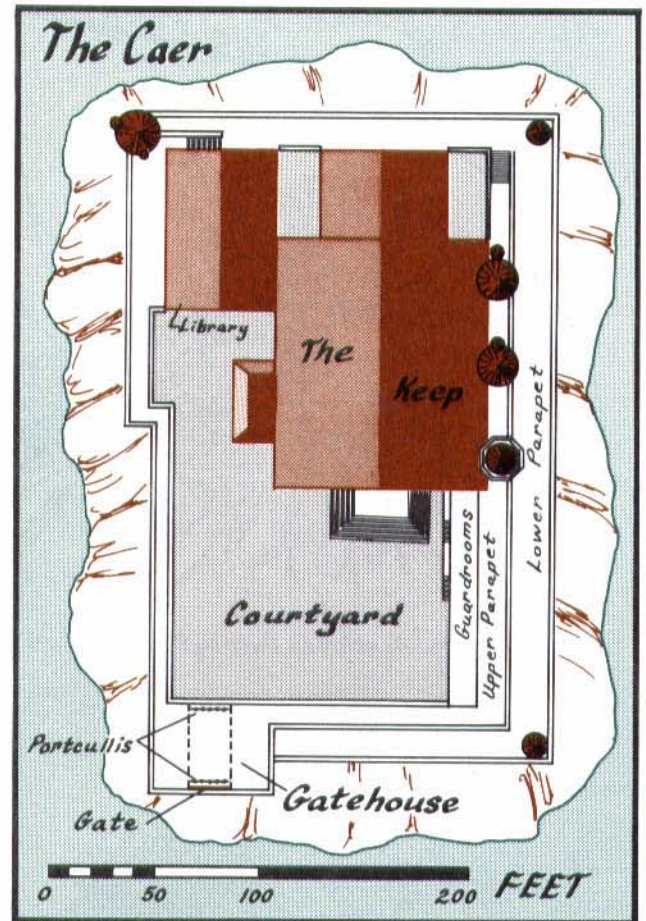 The Caer
Library
The
Keep
Lower Parapet
Guardrooms
Upper Parapet
Courtyard
Portcullis
Gatehouse
Gate
0 50 100 200 FEET